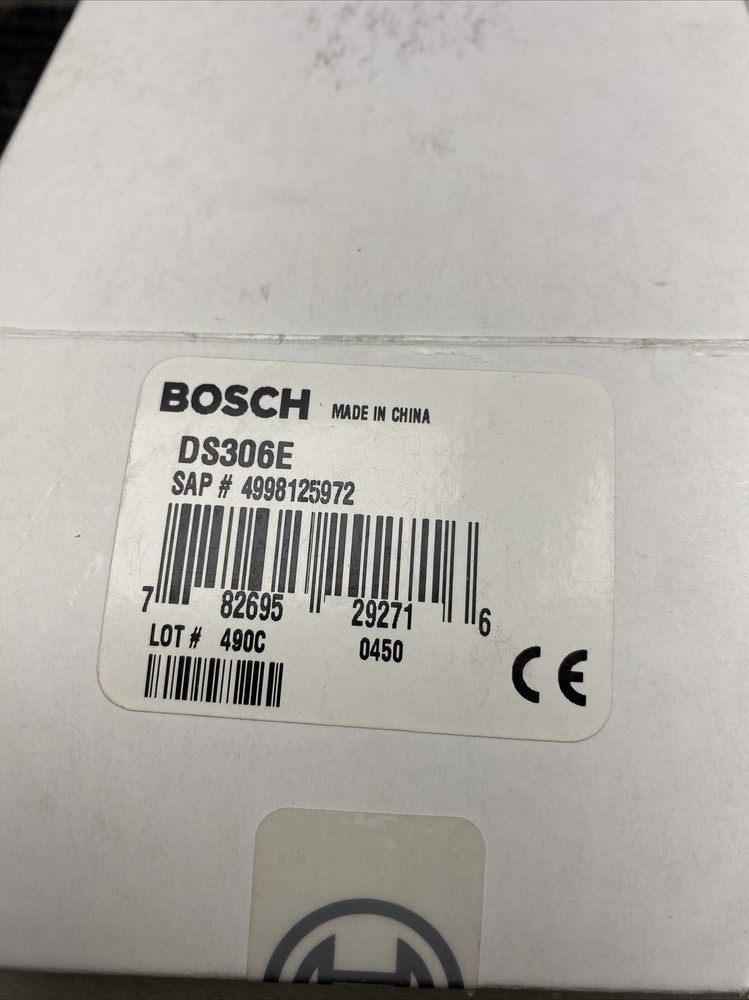 BOSCH MADE IN CHINA
DS306E
SAP # 4998125972
7 82695 29271 6
LOT # 490C 0450
CE